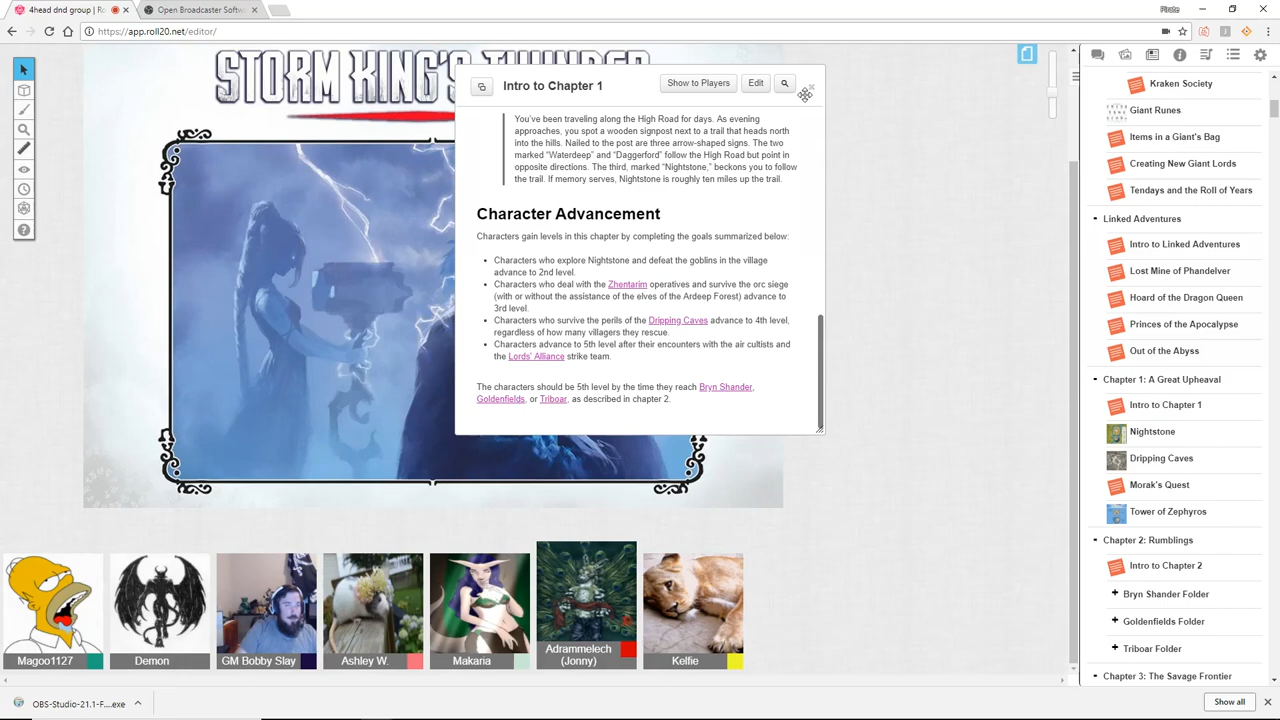 4head dnd group | Ro
Open Broadcaster Softw
Pirate
https://app.roll20.net/editor/
STORM KING'S THUNDER
Intro to Chapter 1
Show to Players
Edit
You've been traveling along the High Road for days. As evening
approaches, you spot a wooden signpost next to a trail that heads north
into the hills. Nailed to the post are three arrow-shaped signs. The two
marked “Waterdeep” and “Daggerford” follow the High Road but point in
opposite directions. The third, marked “Nightstone,” beckons you to follow
the trail. If memory serves, Nightstone is roughly ten miles up the trail.
Character Advancement
Characters gain levels in this chapter by completing the goals summarized below:
• Characters who explore Nightstone and defeat the goblins in the village
advance to 2nd level.
• Characters who deal with the Zhentarim operatives and survive the orc siege
(with or without the assistance of the elves of the Ardeep Forest) advance to
3rd level.
• Characters who survive the perils of the Dripping Caves advance to 4th level,
regardless of how many villagers they rescue.
• Characters advance to 5th level after their encounters with the air cultists and
the Lords' Alliance strike team.
The characters should be 5th level by the time they reach Bryn Shander,
Goldenfields, or Triboar, as described in chapter 2.
Kraken Society
Giant Runes
Items in a Giant's Bag
Creating New Giant Lords
Tendays and the Roll of Years
Linked Adventures
Intro to Linked Adventures
Lost Mine of Phandelver
Hoard of the Dragon Queen
Princes of the Apocalypse
Out of the Abyss
Chapter 1: A Great Upheaval
Intro to Chapter 1
Nightstone
Dripping Caves
Morak's Quest
Tower of Zephyros
Chapter 2: Rumblings
Intro to Chapter 2
Bryn Shander Folder
Goldenfields Folder
Triboar Folder
Chapter 3: The Savage Frontier
Magoo1127
Demon
GM Bobby Slay
Ashley W.
Makaria
Adrammelech
(Jonny)
Kelfie
OBS-Studio-21.1-F....exe
Show all